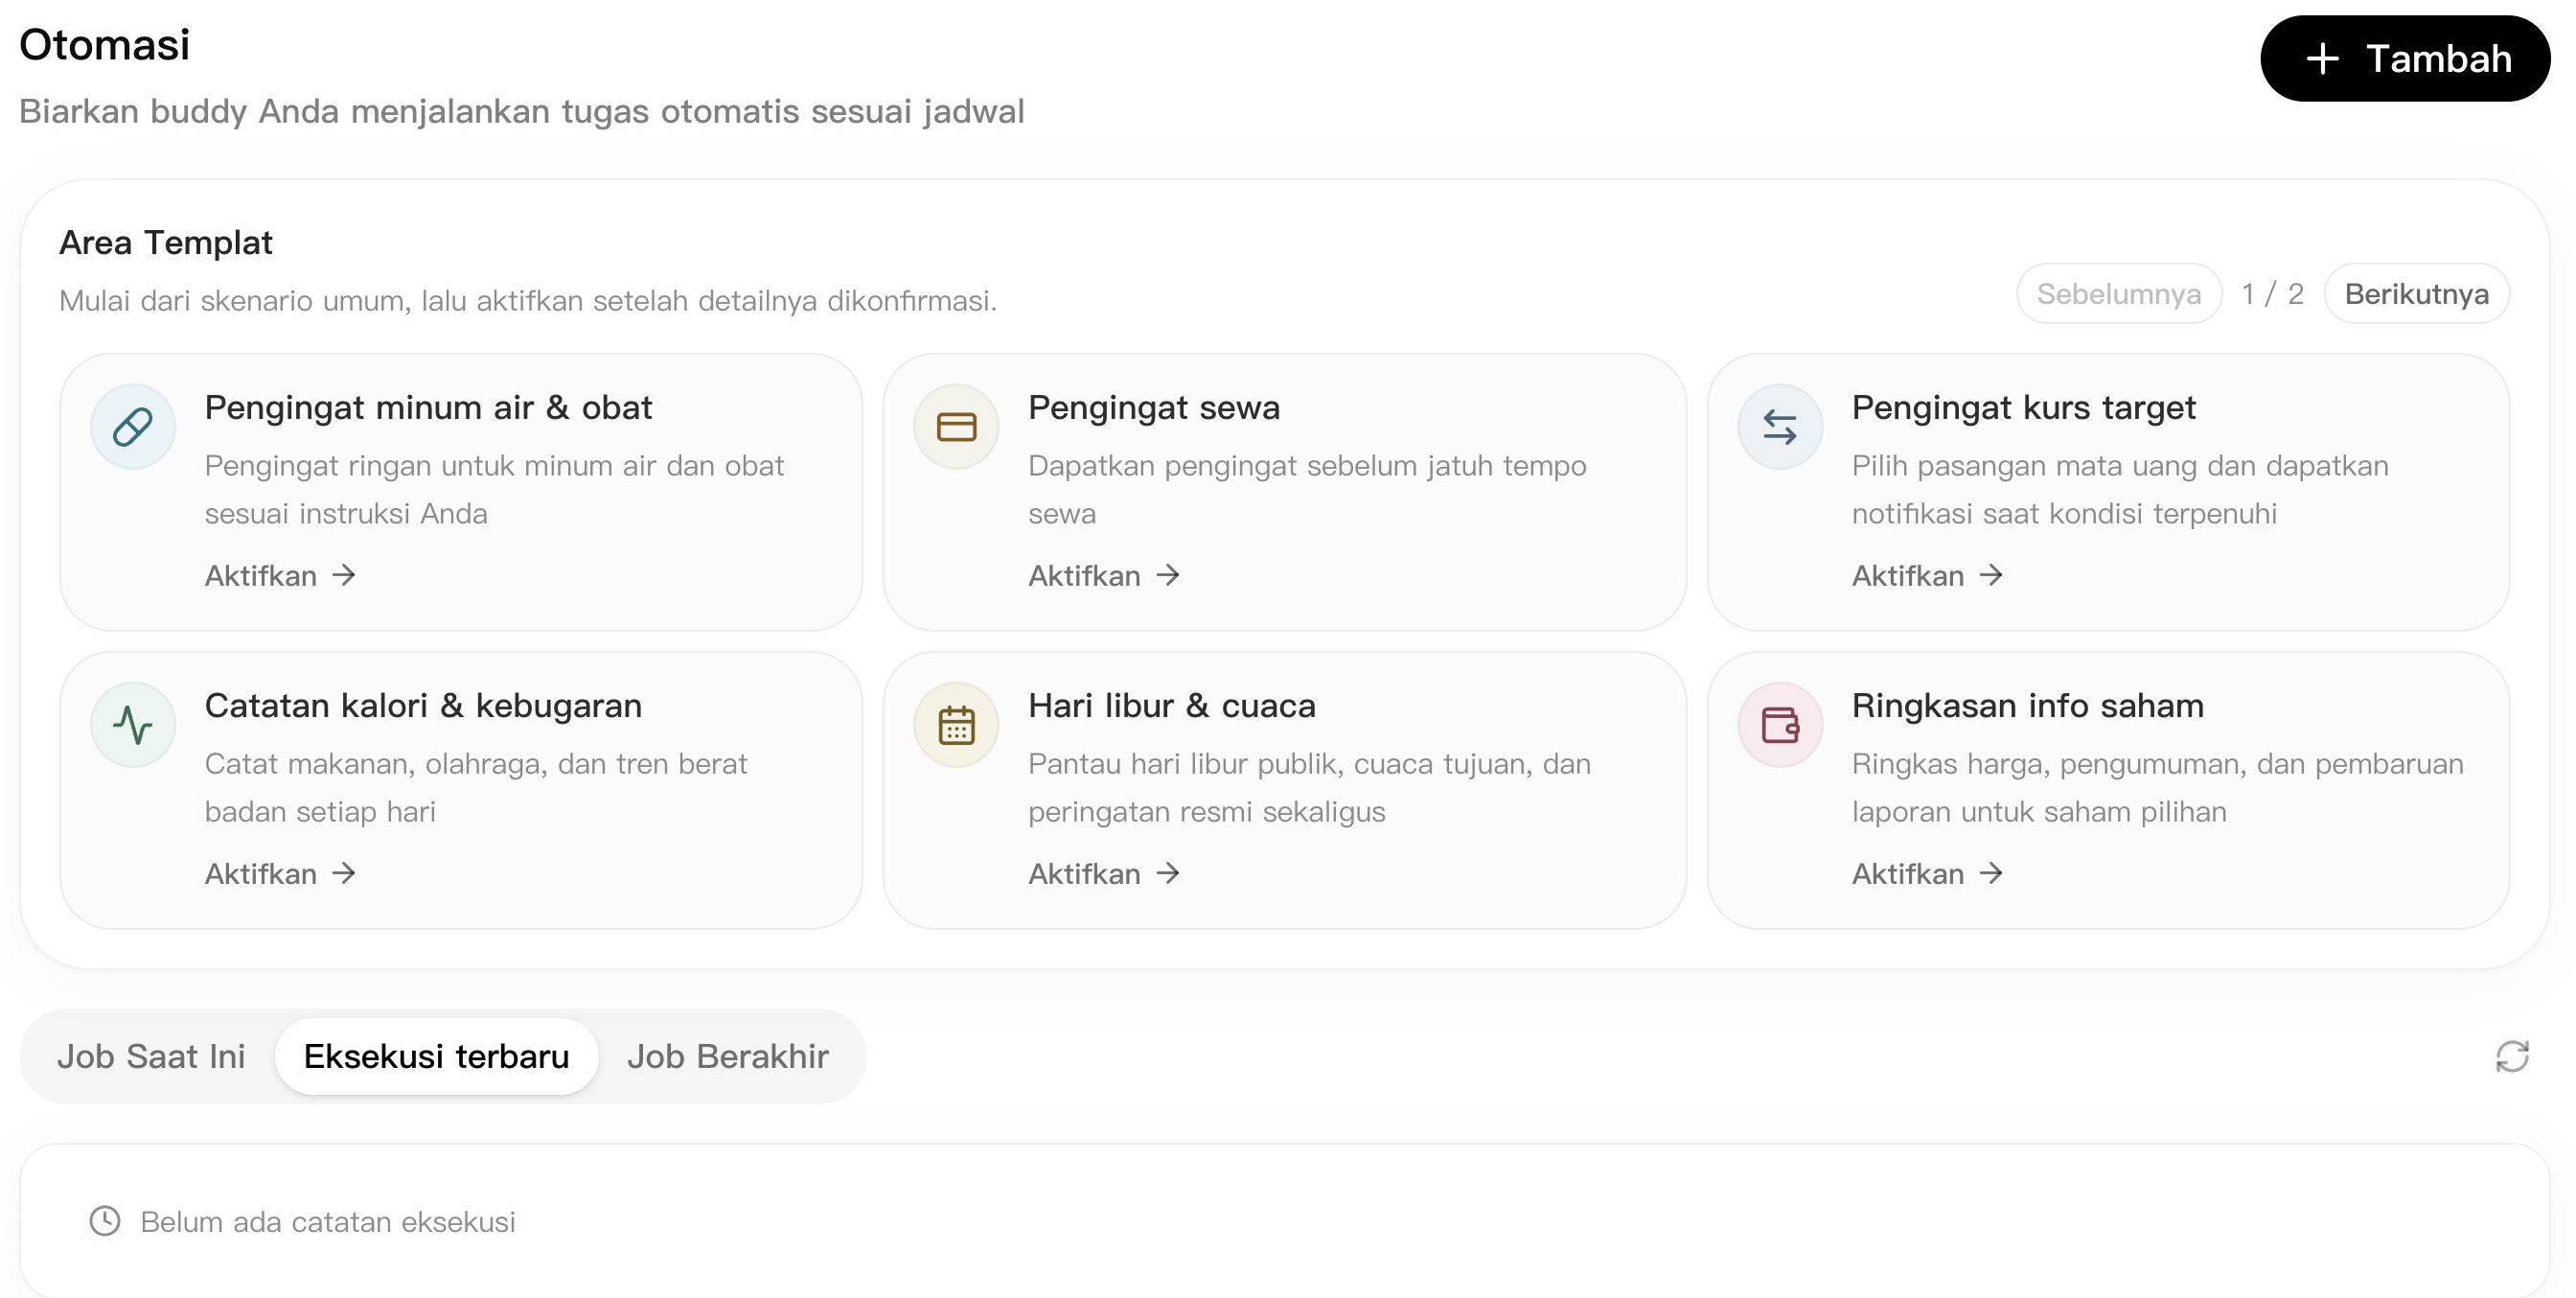 Otomasi
Tambah
Biarkan buddy Anda menjalankan tugas otomatis sesuai jadwal
Area Templat
Mulai dari skenario umum, lalu aktifkan setelah detailnya dikonfirmasi.
Sebelumnya 1 / 2 Berikutnya
Pengingat minum air & obat
Pengingat ringan untuk minum air dan obat
sesuai instruksi Anda
Aktifkan →
Pengingat sewa
Dapatkan pengingat sebelum jatuh tempo
sewa
Aktifkan →
Pengingat kurs target
Pilih pasangan mata uang dan dapatkan
notifikasi saat kondisi terpenuhi
Aktifkan →
Catatan kalori & kebugaran
Catat makanan, olahraga, dan tren berat
badan setiap hari
Aktifkan →
Hari libur & cuaca
Pantau hari libur publik, cuaca tujuan, dan
peringatan resmi sekaligus
Aktifkan →
Ringkasan info saham
Ringkas harga, pengumuman, dan pembaruan
laporan untuk saham pilihan
Aktifkan →
Job Saat Ini Eksekusi terbaru Job Berakhir
Belum ada catatan eksekusi